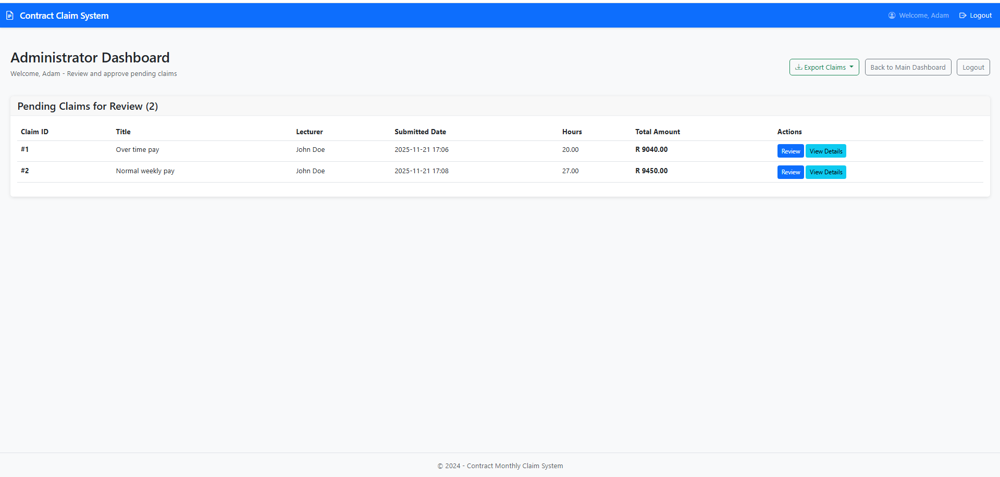 Contract Claim System
Welcome, Adam Logout
Administrator Dashboard
Welcome, Adam - Review and approve pending claims
Export Claims Back to Main Dashboard Logout
Pending Claims for Review (2)
Claim ID Title Lecturer Submitted Date Hours Total Amount Actions
#1 Over time pay John Doe 2025-11-21 17:06 20.00 R 9040.00 Review View Details
#2 Normal weekly pay John Doe 2025-11-21 17:08 27.00 R 9450.00 Review View Details
© 2024 - Contract Monthly Claim System